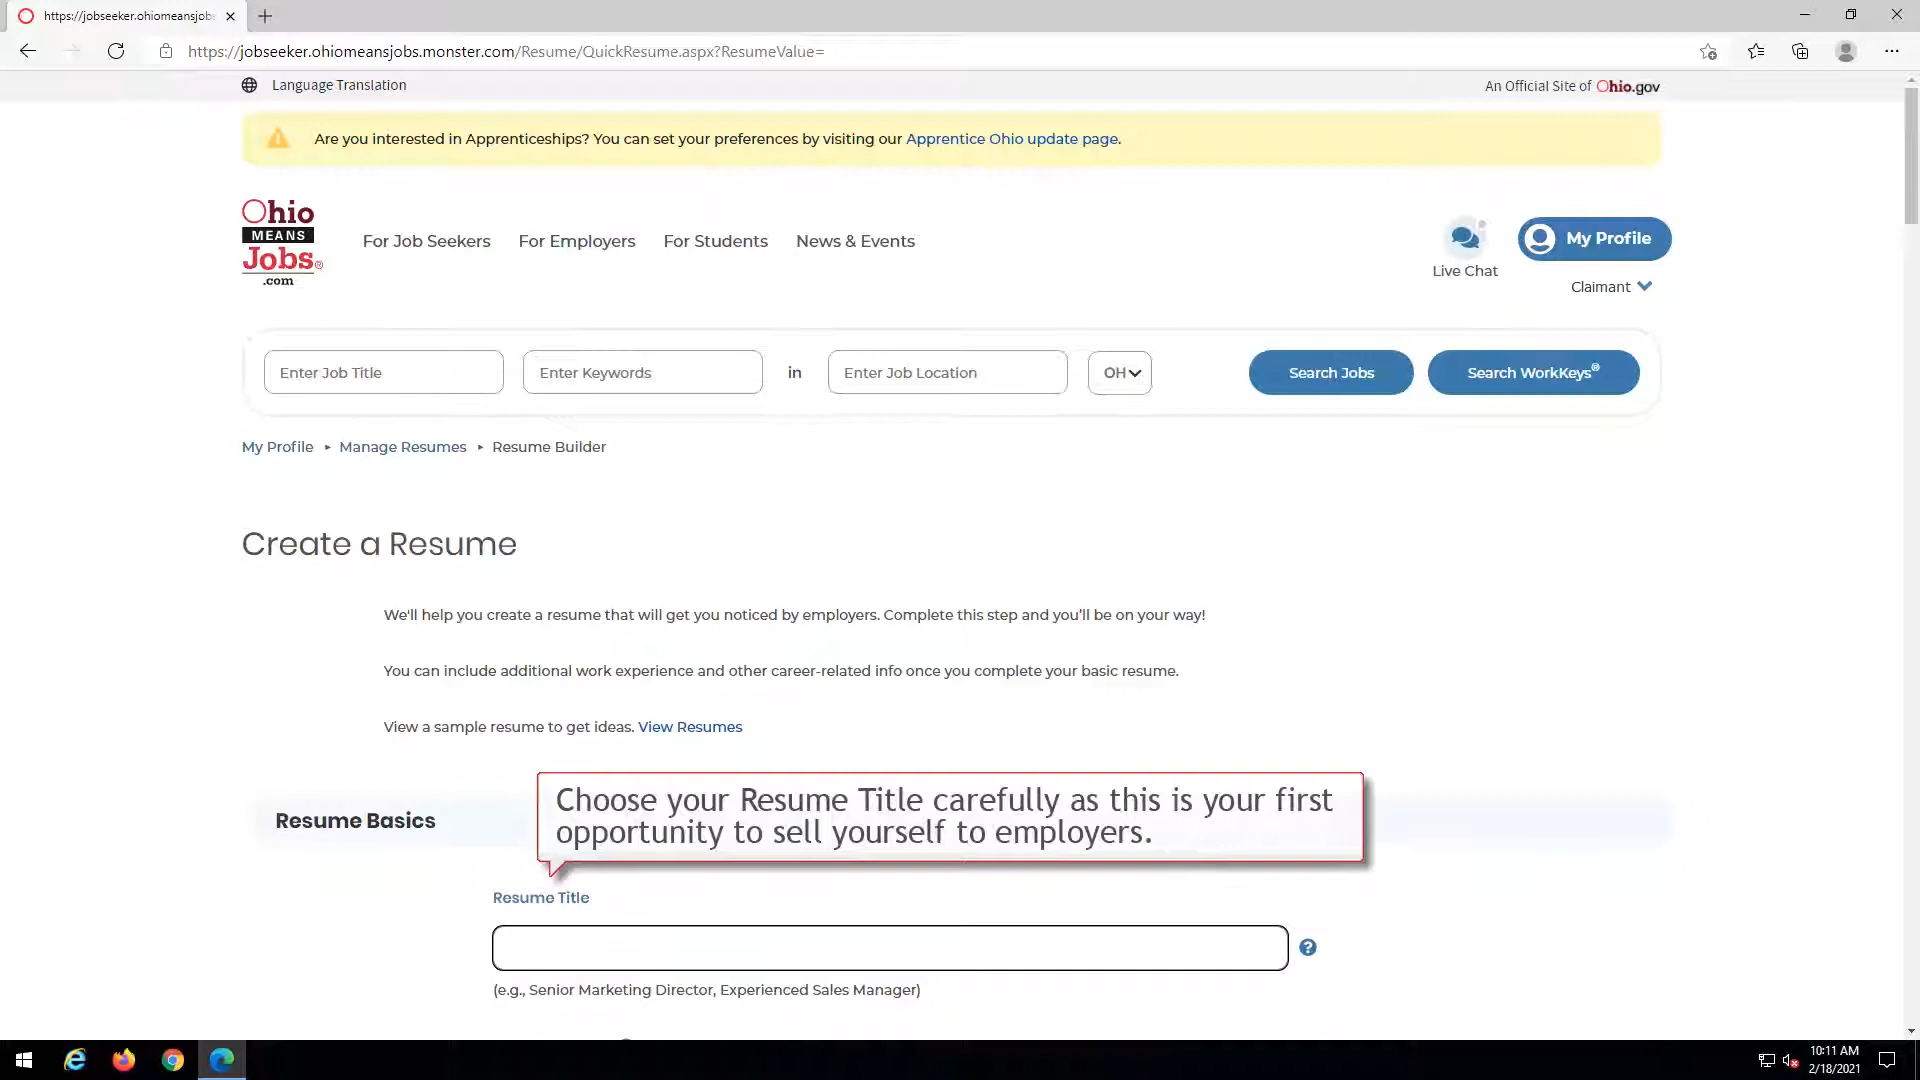 https://jobseeker.ohiomeansjobs
https://jobseeker.ohiomeansjobs.monster.com/Resume/QuickResume.aspx?ResumeValue=
Language Translation
An Official Site of Ohio.gov
Are you interested in Apprenticeships? You can set your preferences by visiting our Apprentice Ohio update page.
Ohio
MEANS
Jobs®
.com
For Job Seekers
For Employers
For Students
News & Events
Live Chat
My Profile
Claimant
Enter Job Title
Enter Keywords
in
Enter Job Location
OH
Search Jobs
Search WorkKeys®
My Profile ▸ Manage Resumes ▸ Resume Builder
Create a Resume
We'll help you create a resume that will get you noticed by employers. Complete this step and you'll be on your way!
You can include additional work experience and other career-related info once you complete your basic resume.
View a sample resume to get ideas. View Resumes
Choose your Resume Title carefully as this is your first
opportunity to sell yourself to employers.
Resume Basics
Resume Title
?
(e.g., Senior Marketing Director, Experienced Sales Manager)
10:11 AM
2/18/2021